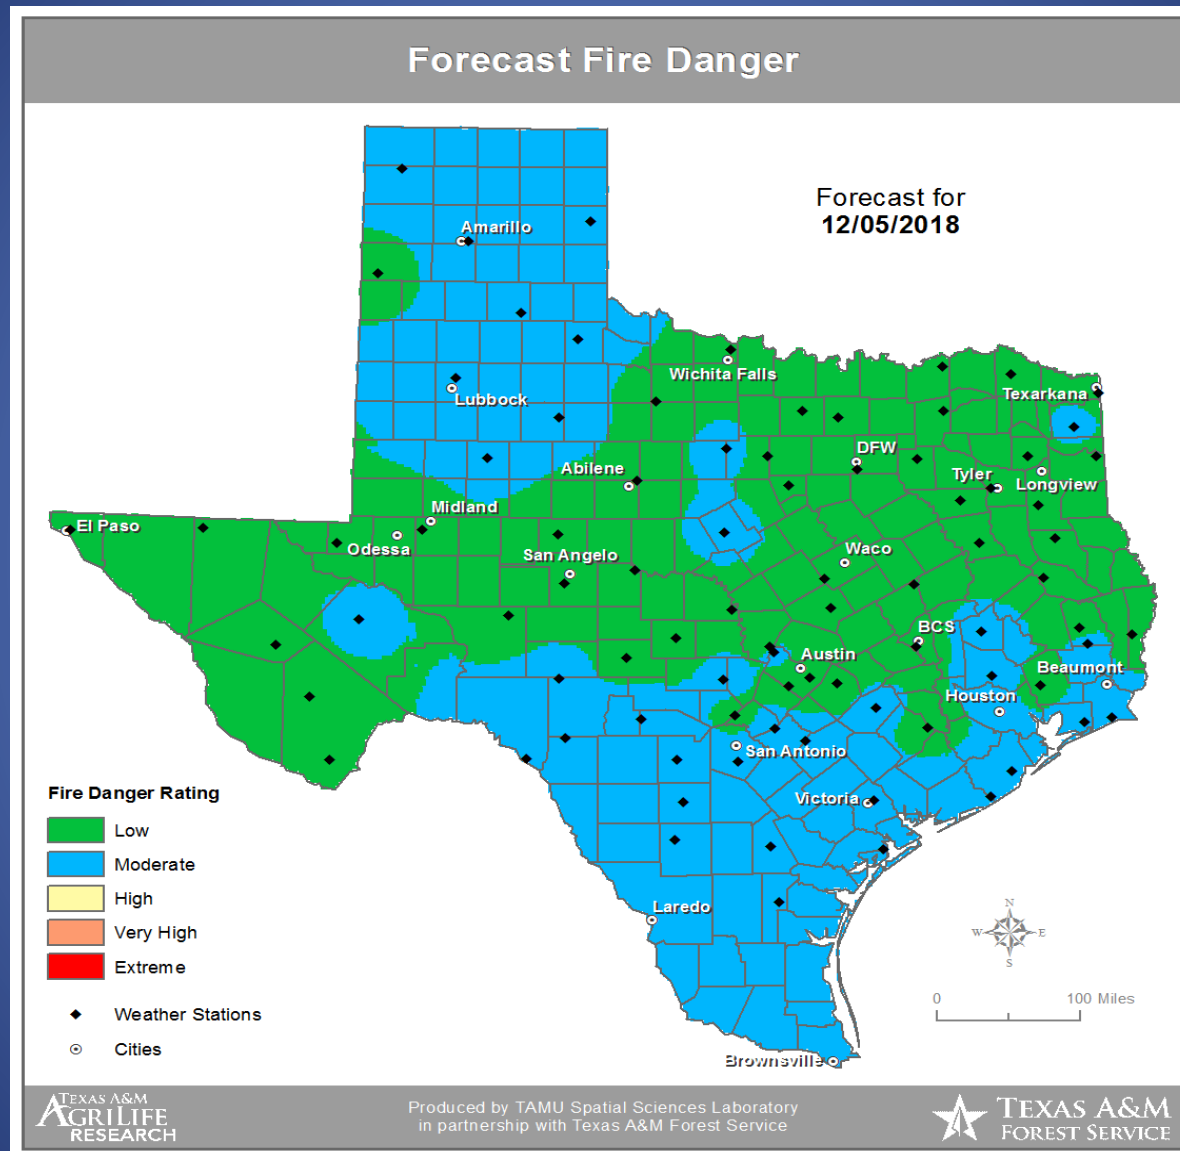 Forecast Fire Danger
Forecast for
12/05/2018
Amarillo
Wichita Falls
Lubbock
Texarkana
DFW
Abilene
Tyler
Longview
Midland
El Paso
Odessa
San Angelo
Waco
BCS
Austin
Beaumont
Houston
San Antonio
Victoria
Laredo
Brownsville
Fire Danger Rating
Low
Moderate
High
Very High
Extreme
Weather Stations
Cities
N
W
E
S
0
100 Miles
TEXAS A&M
AGRILIFE
RESEARCH
Produced by TAMU Spatial Sciences Laboratory
in partnership with Texas A&M Forest Service
TEXAS A&M
FOREST SERVICE